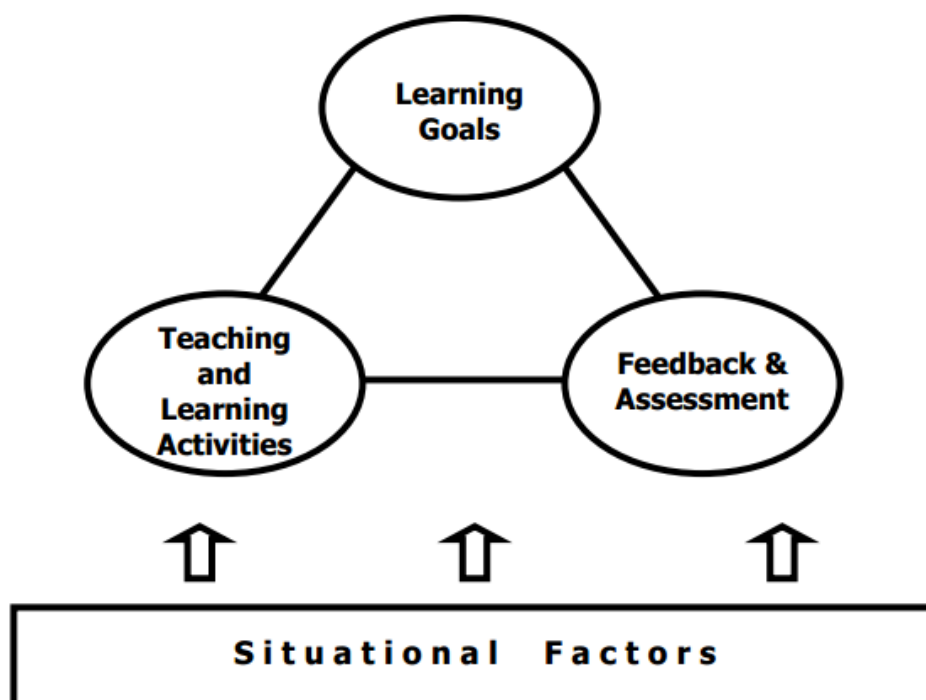 Learning
Goals
Teaching
and
Learning
Activities
Feedback &
Assessment
Situational Factors